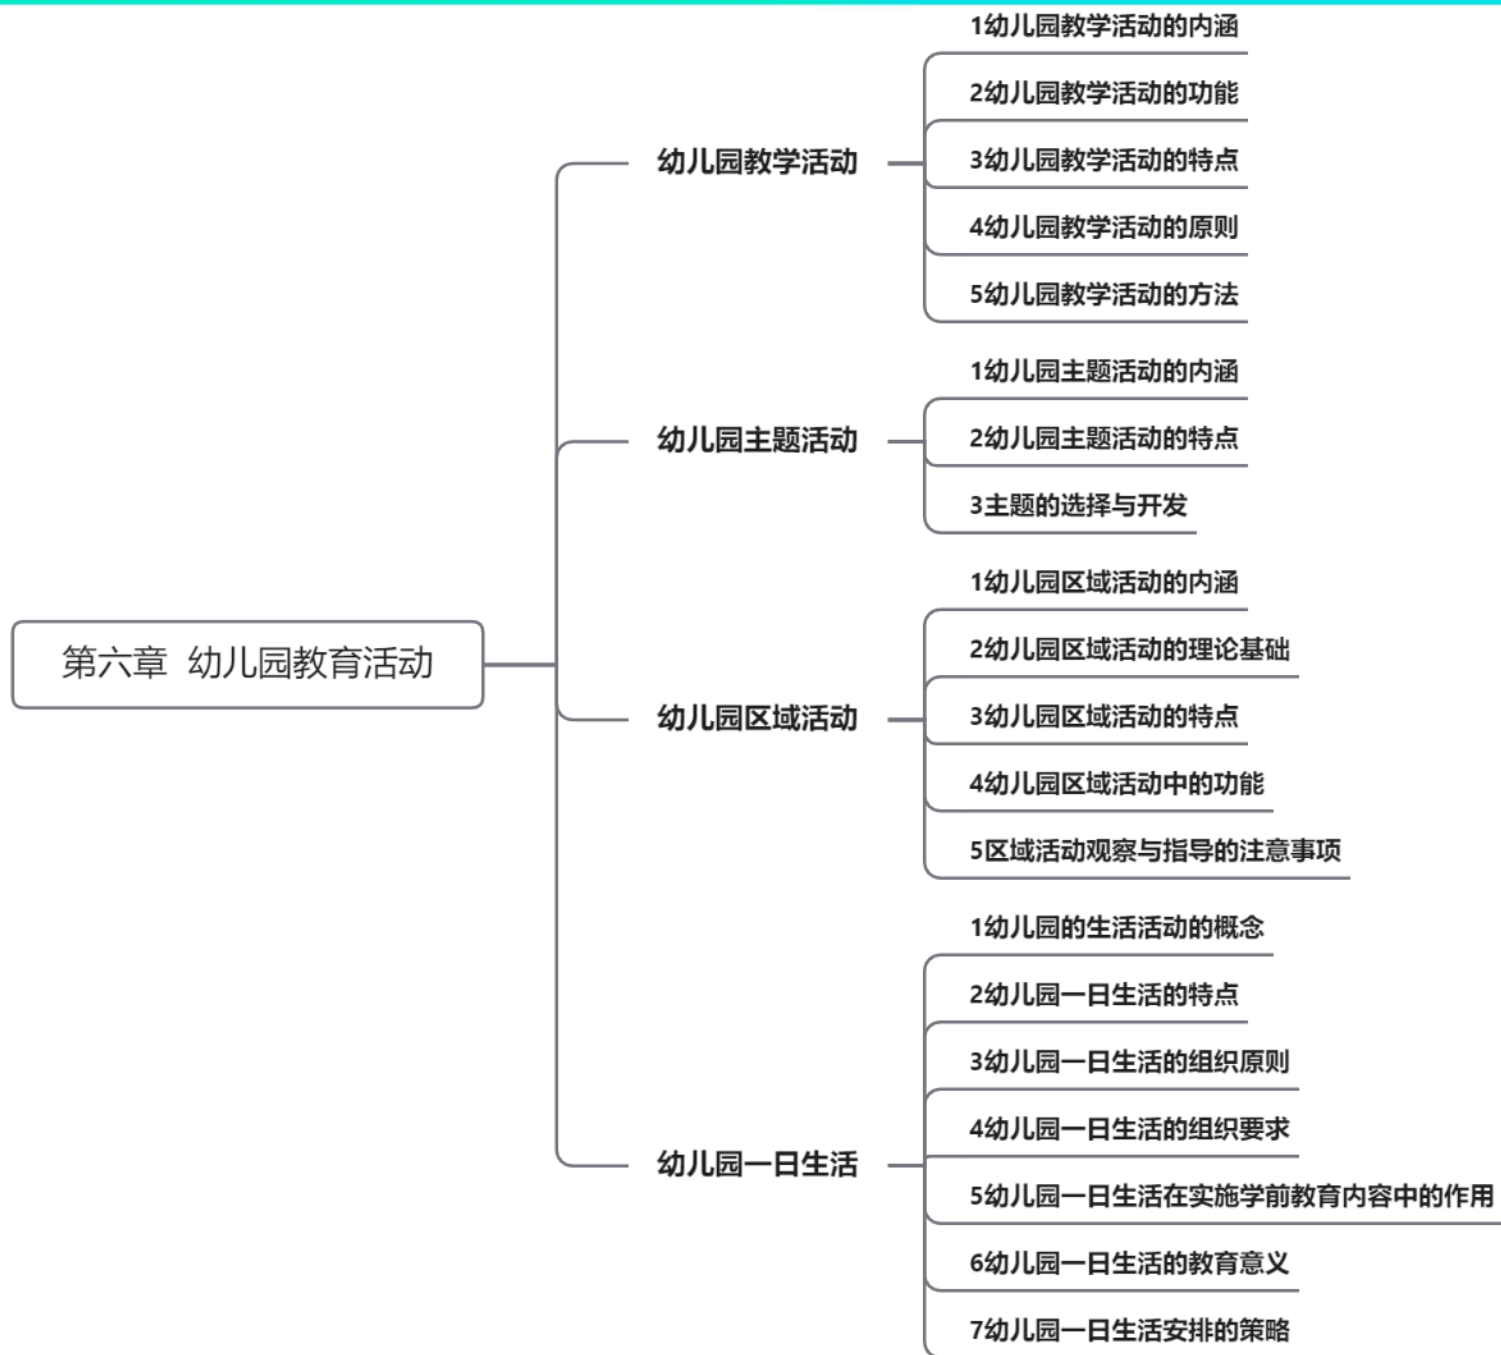 第六章 幼儿园教育活动
幼儿园教学活动
1幼儿园教学活动的内涵
2幼儿园教学活动的功能
3幼儿园教学活动的特点
4幼儿园教学活动的原则
5幼儿园教学活动的方法
幼儿园主题活动
1幼儿园主题活动的内涵
2幼儿园主题活动的特点
3主题的选择与开发
幼儿园区域活动
1幼儿园区域活动的内涵
2幼儿园区域活动的理论基础
3幼儿园区域活动的特点
4幼儿园区域活动中的功能
5区域活动观察与指导的注意事项
幼儿园一日生活
1幼儿园的生活活动的概念
2幼儿园一日生活的特点
3幼儿园一日生活的组织原则
4幼儿园一日生活的组织要求
5幼儿园一日生活在实施学前教育内容中的作用
6幼儿园一日生活的教育意义
7幼儿园一日生活安排的策略